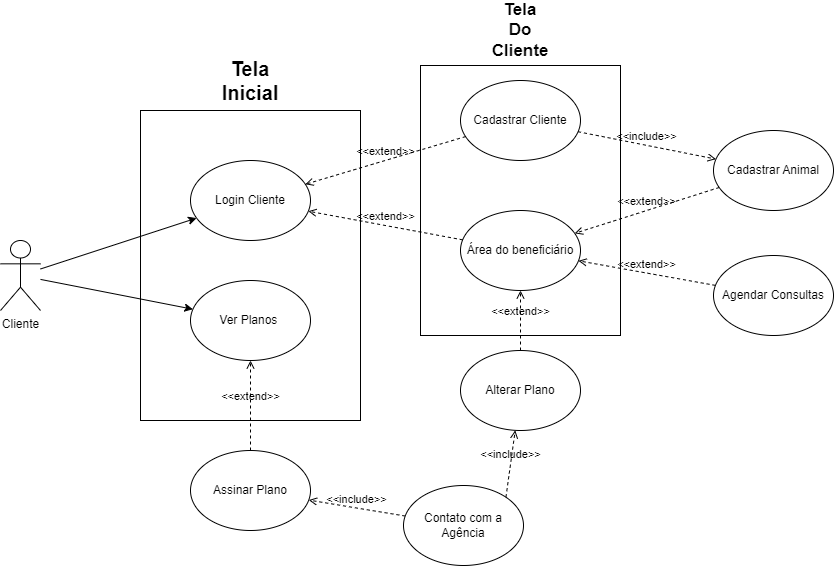 Tela
Do
Cliente
Tela
Inicial
Cadastrar Cliente
<<include>>
<<extend>>
Cadastrar Animal
Login Cliente
<<extend>>
<<extend>>
Área do beneficiário
<<extend>>
Agendar Consultas
Cliente
Ver Planos
<<extend>>
Alterar Plano
<<extend>>
<<include>>
Assinar Plano
<<include>>
Contato com a
Agência